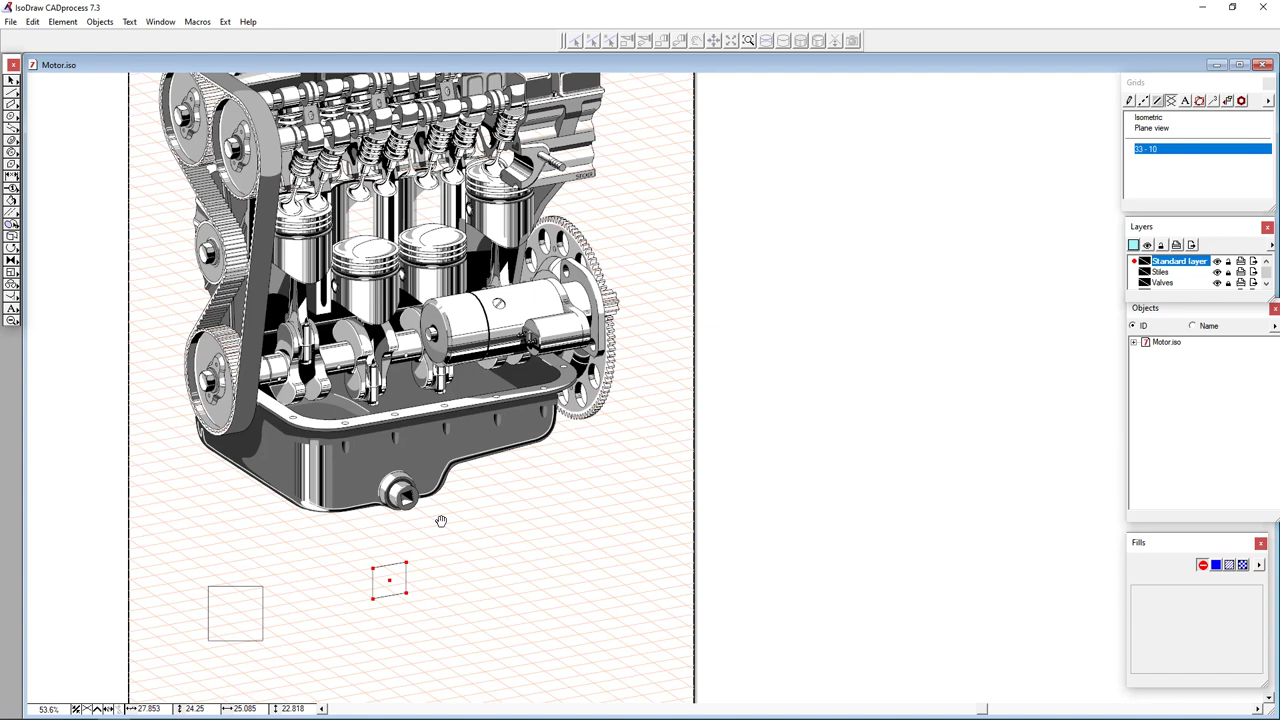 IsoDraw CADprocess 7.3
File Edit Element Objects Text Window Macros Ext Help
Motor.iso
Grids
Isometric
Plane view
33 - 10
Layers
Standard layer
Stiles
Valves
Objects
ID Name
Motor.iso
Fills
53.6% 27.853 24.25 25.085 22.818